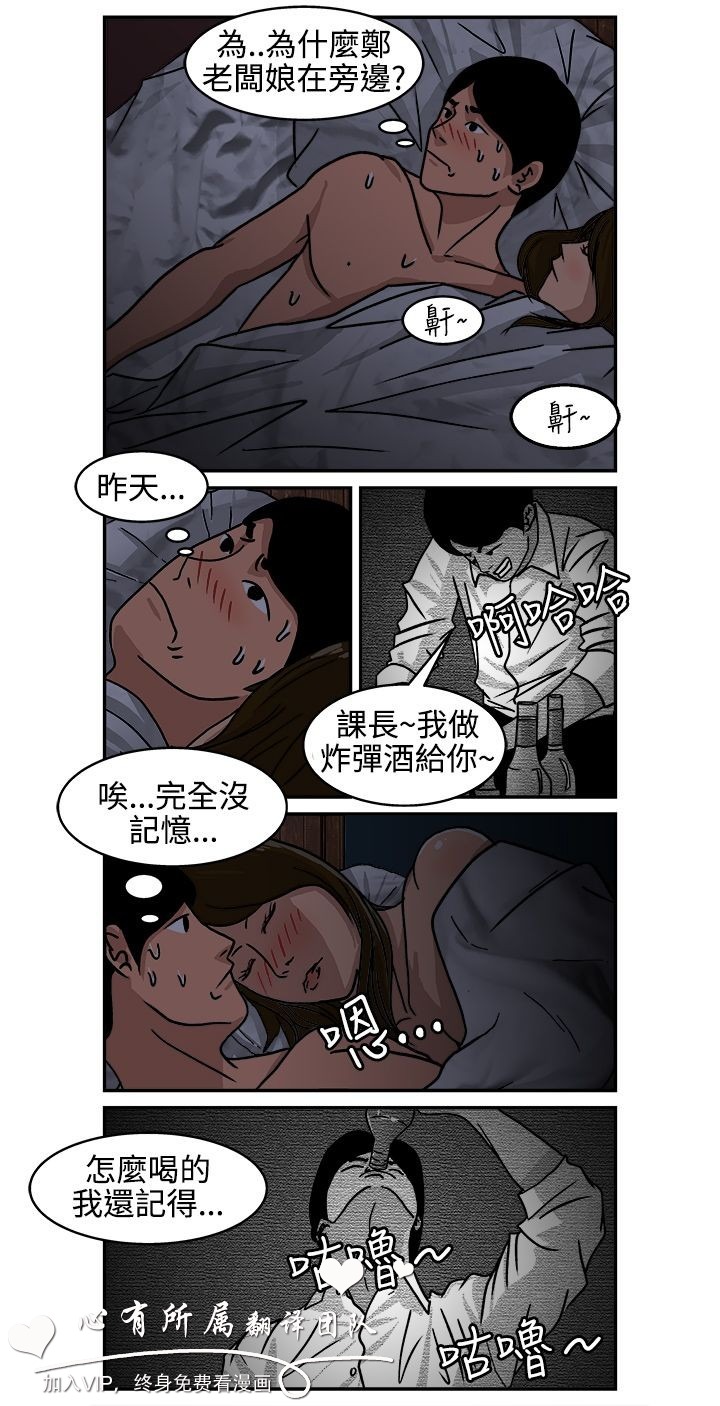 為..為什麼鄭
老闆娘在旁邊?
鼾~
鼾~
昨天...
啊哈哈
課長~我做
炸彈酒給你~
唉...完全沒
記憶...
嗯...
怎麼喝的
我還記得...
咕嚕~
咕嚕~
心有所属翻译团队
加入VIP，终身免费看漫画